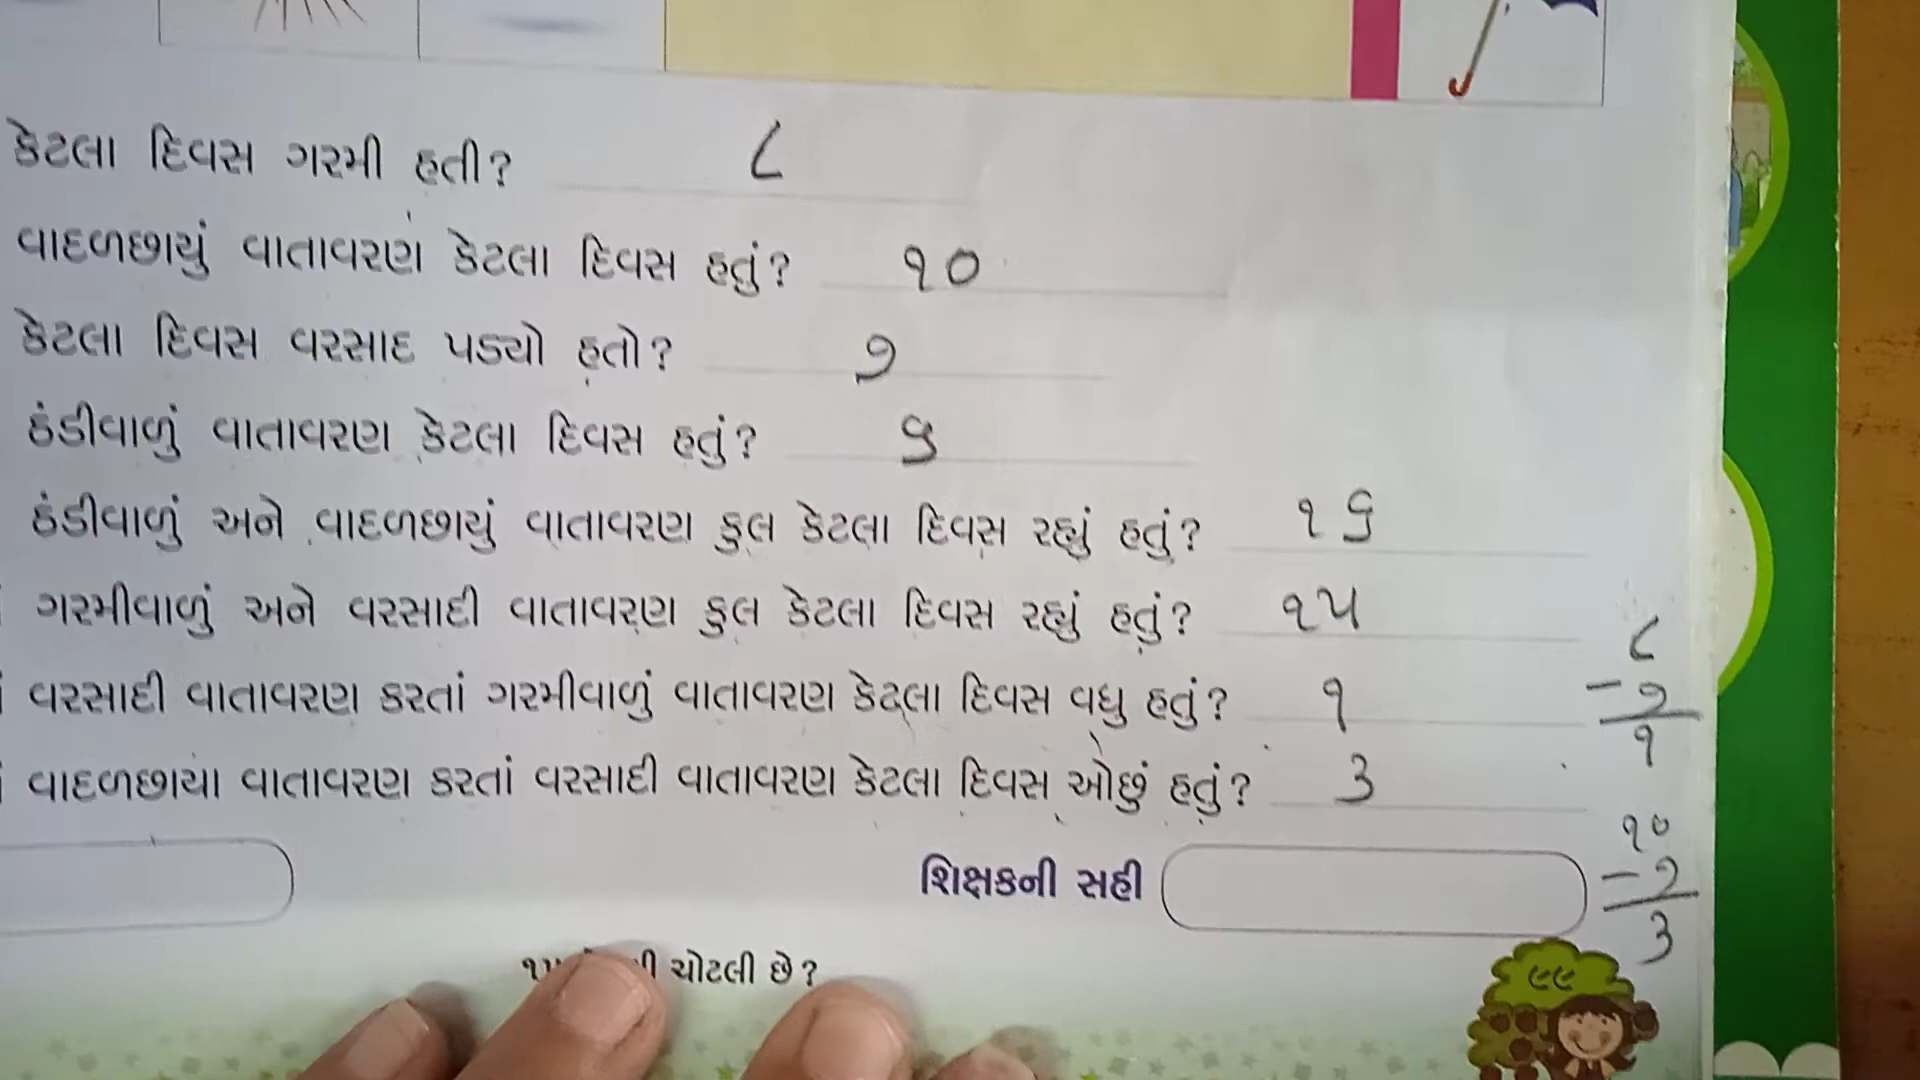 કેટલા દિવસ ગરમી હતી? ૮
વાદળછાયું વાતાવરણ કેટલા દિવસ હતું? ૧૦
કેટલા દિવસ વરસાદ પડ્યો હતો? ૭
ઠંડીવાળું વાતાવરણ કેટલા દિવસ હતું? ૬
ઠંડીવાળું અને વાદળછાયું વાતાવરણ કુલ કેટલા દિવસ રહ્યું હતું? ૧૬
ગરમીવાળું અને વરસાદી વાતાવરણ કુલ કેટલા દિવસ રહ્યું હતું? ૧૫
વરસાદી વાતાવરણ કરતાં ગરમીવાળું વાતાવરણ કેટલા દિવસ વધુ હતું? ૧
વાદળછાયા વાતાવરણ કરતાં વરસાદી વાતાવરણ કેટલા દિવસ ઓછું હતું? ૩
૮
- ૭
૧
૧૦
- ૭
૩
શિક્ષકની સહી
ચોટલી છે?
૯૯